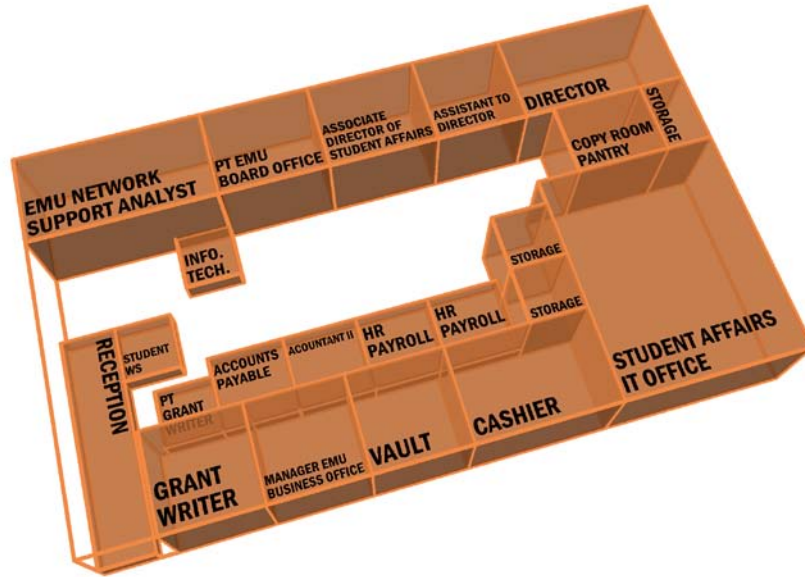 DIRECTOR
STORAGE
ASSISTANT TO
DIRECTOR
ASSOCIATE
DIRECTOR OF
STUDENT AFFAIRS
PT EMU
BOARD OFFICE
EMU NETWORK
SUPPORT ANALYST
COPY ROOM
PANTRY
INFO.
TECH.
STORAGE
STORAGE
RECEPTION
STUDENT
WS
ACCOUNTS
PAYABLE
ACOUNTANT II
HR
PAYROLL
HR
PAYROLL
PT
GRANT
WRITER
STUDENT AFFAIRS
IT OFFICE
GRANT
WRITER
MANAGER EMU
BUSINESS OFFICE
VAULT
CASHIER